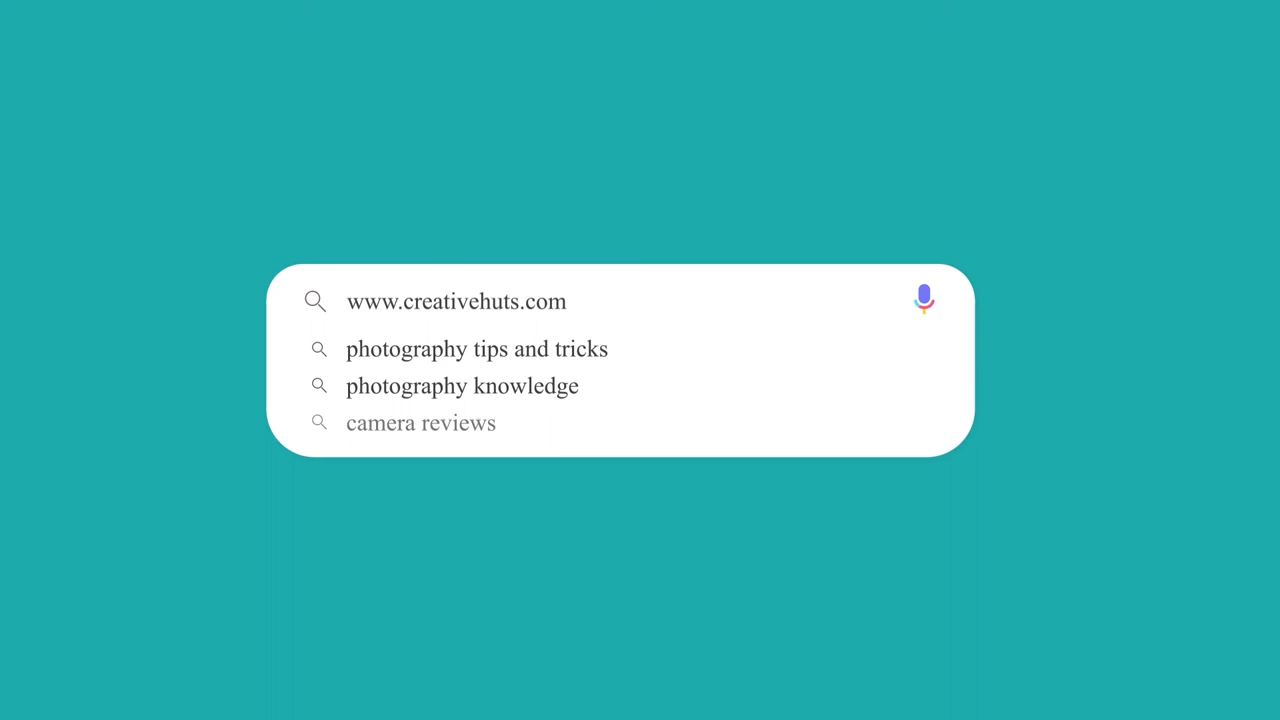 www.creativehuts.com
photography tips and tricks
photography knowledge
camera reviews